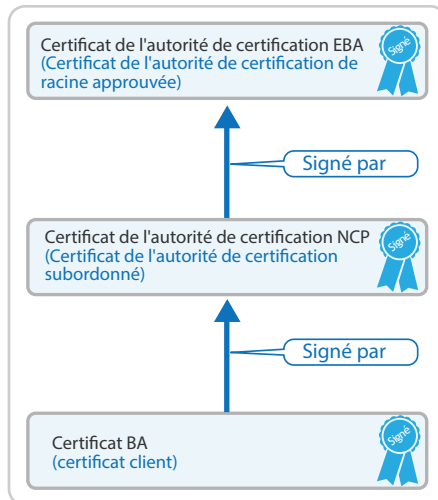 Certificat de l'autorité de certification EBA
(Certificat de l'autorité de certification de
racine approuvée)
Signé
Signé par
Certificat de l'autorité de certification NCP
(Certificat de l'autorité de certification
subordonné)
Signé
Signé par
Certificat BA
(certificat client)
Signé